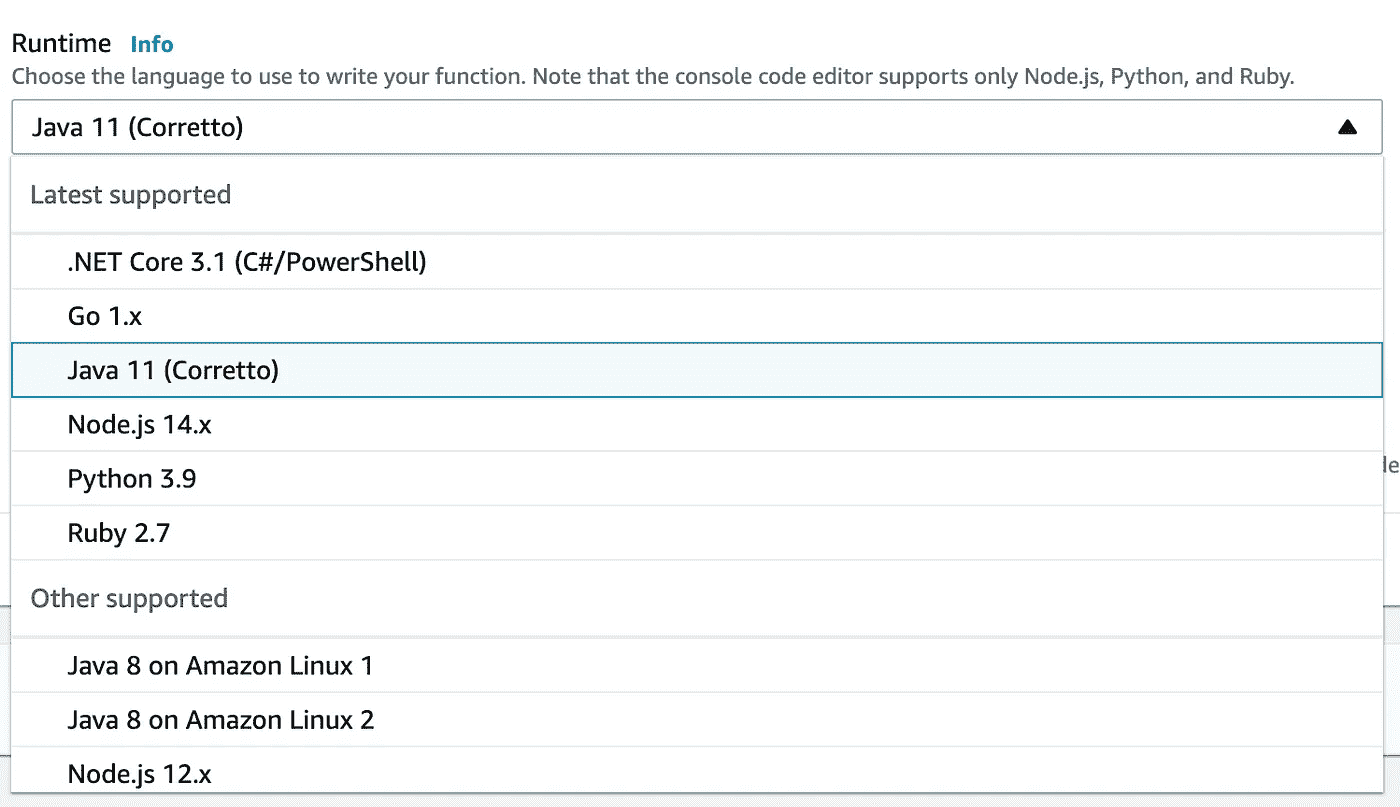 Runtime Info
Choose the language to use to write your function. Note that the console code editor supports only Node.js, Python, and Ruby.
Java 11 (Corretto)
Latest supported
.NET Core 3.1 (C#/PowerShell)
Go 1.x
Java 11 (Corretto)
Node.js 14.x
Python 3.9
Ruby 2.7
Other supported
Java 8 on Amazon Linux 1
Java 8 on Amazon Linux 2
Node.js 12.x